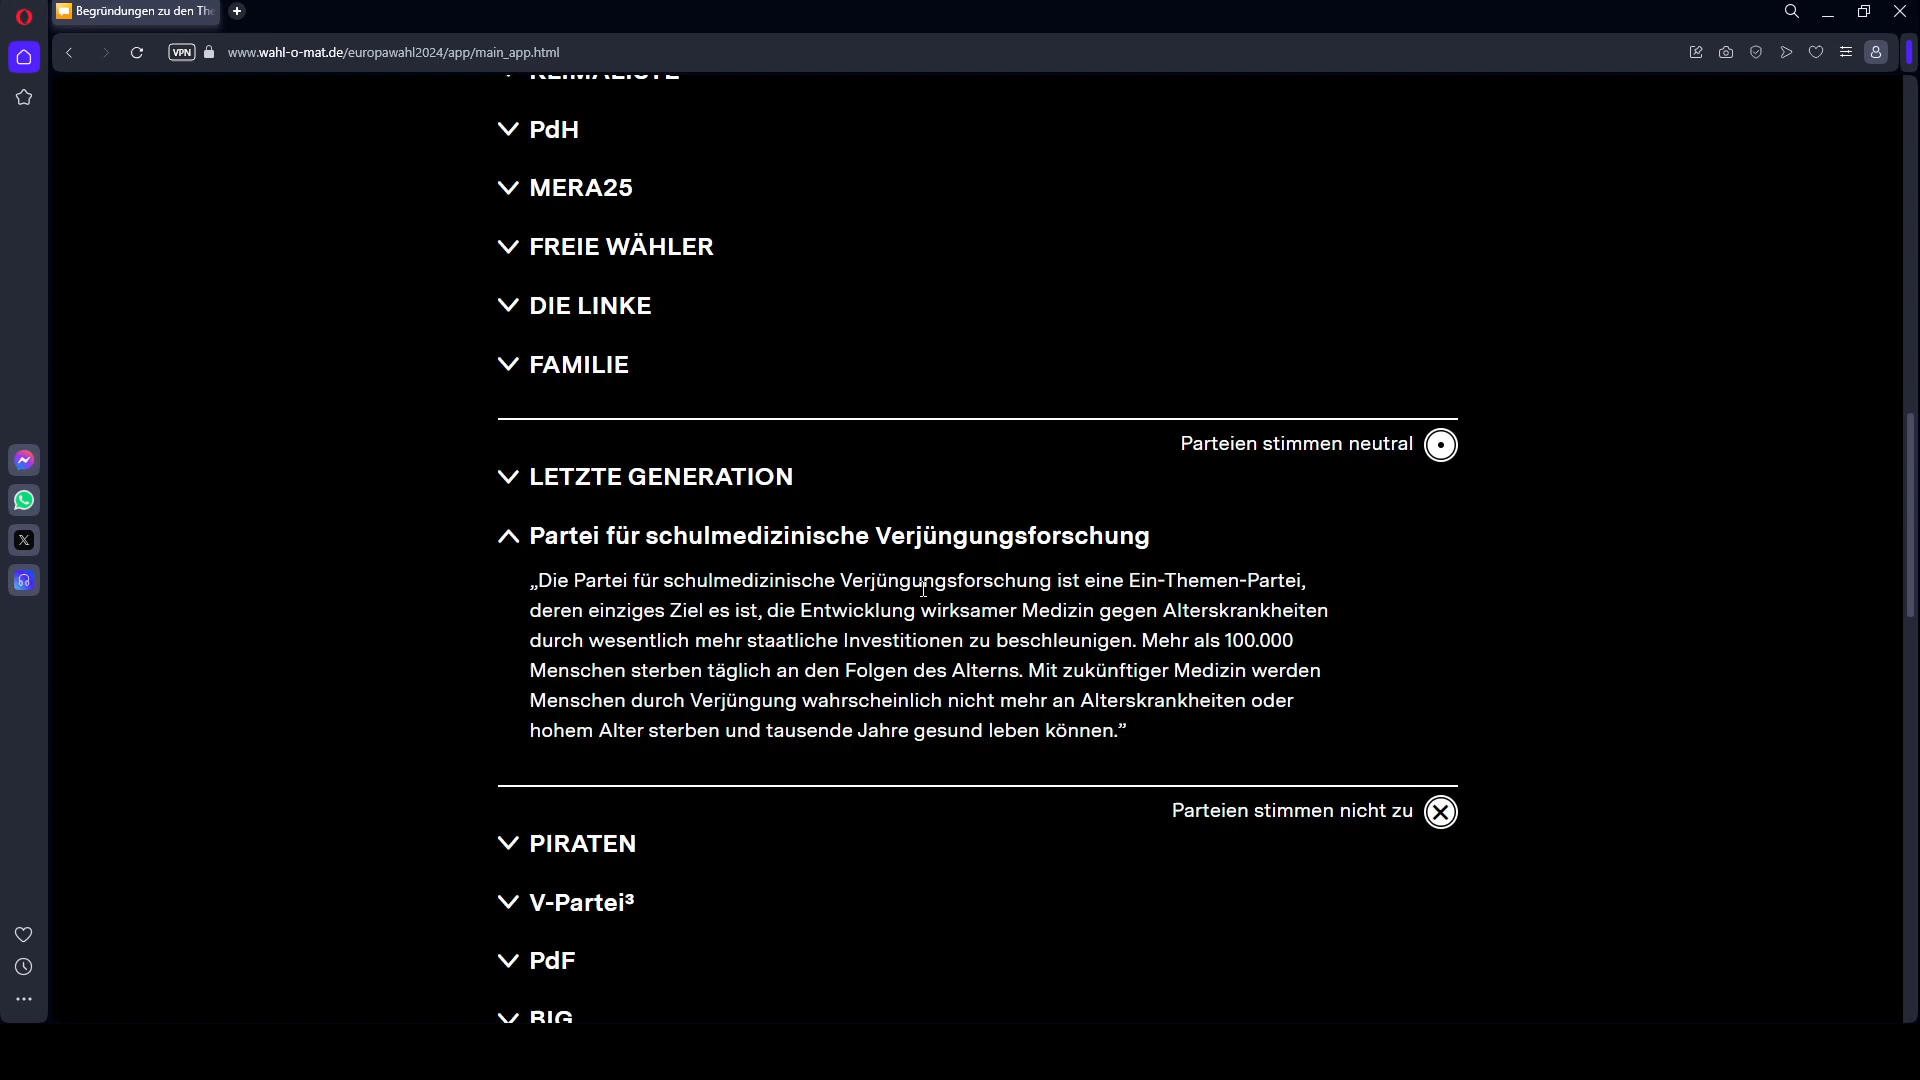 Begründungen zu den The
VPN
www.wahl-o-mat.de/europawahl2024/app/main_app.html
KLIMALISTE
PdH
MERA25
FREIE WÄHLER
DIE LINKE
FAMILIE
Parteien stimmen neutral
LETZTE GENERATION
Partei für schulmedizinische Verjüngungsforschung
„Die Partei für schulmedizinische Verjüngungsforschung ist eine Ein-Themen-Partei,
deren einziges Ziel es ist, die Entwicklung wirksamer Medizin gegen Alterskrankheiten
durch wesentlich mehr staatliche Investitionen zu beschleunigen. Mehr als 100.000
Menschen sterben täglich an den Folgen des Alterns. Mit zukünftiger Medizin werden
Menschen durch Verjüngung wahrscheinlich nicht mehr an Alterskrankheiten oder
hohem Alter sterben und tausende Jahre gesund leben können.”
Parteien stimmen nicht zu
PIRATEN
V-Partei³
PdF
BIG